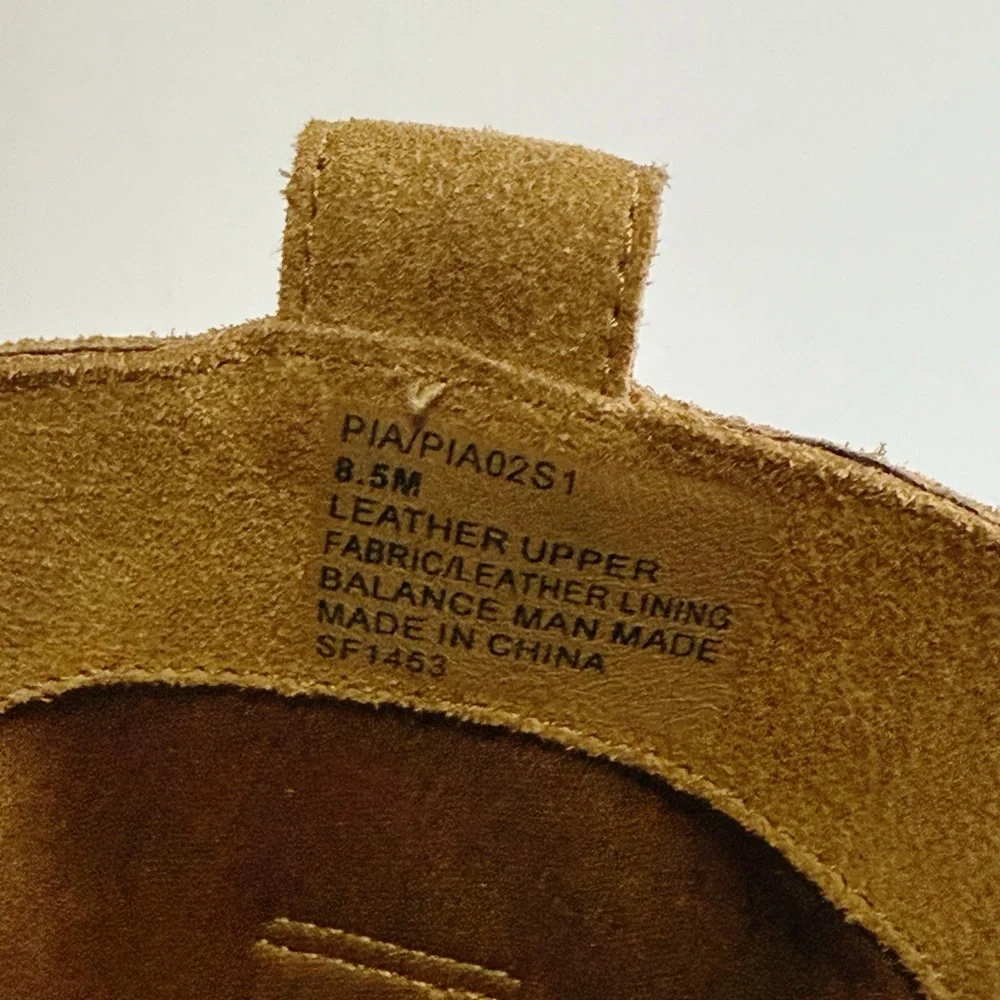 PIA/PIA02S1
8.5M
LEATHER UPPER
FABRIC/LEATHER LINING
BALANCE MAN MADE
MADE IN CHINA
SF1453